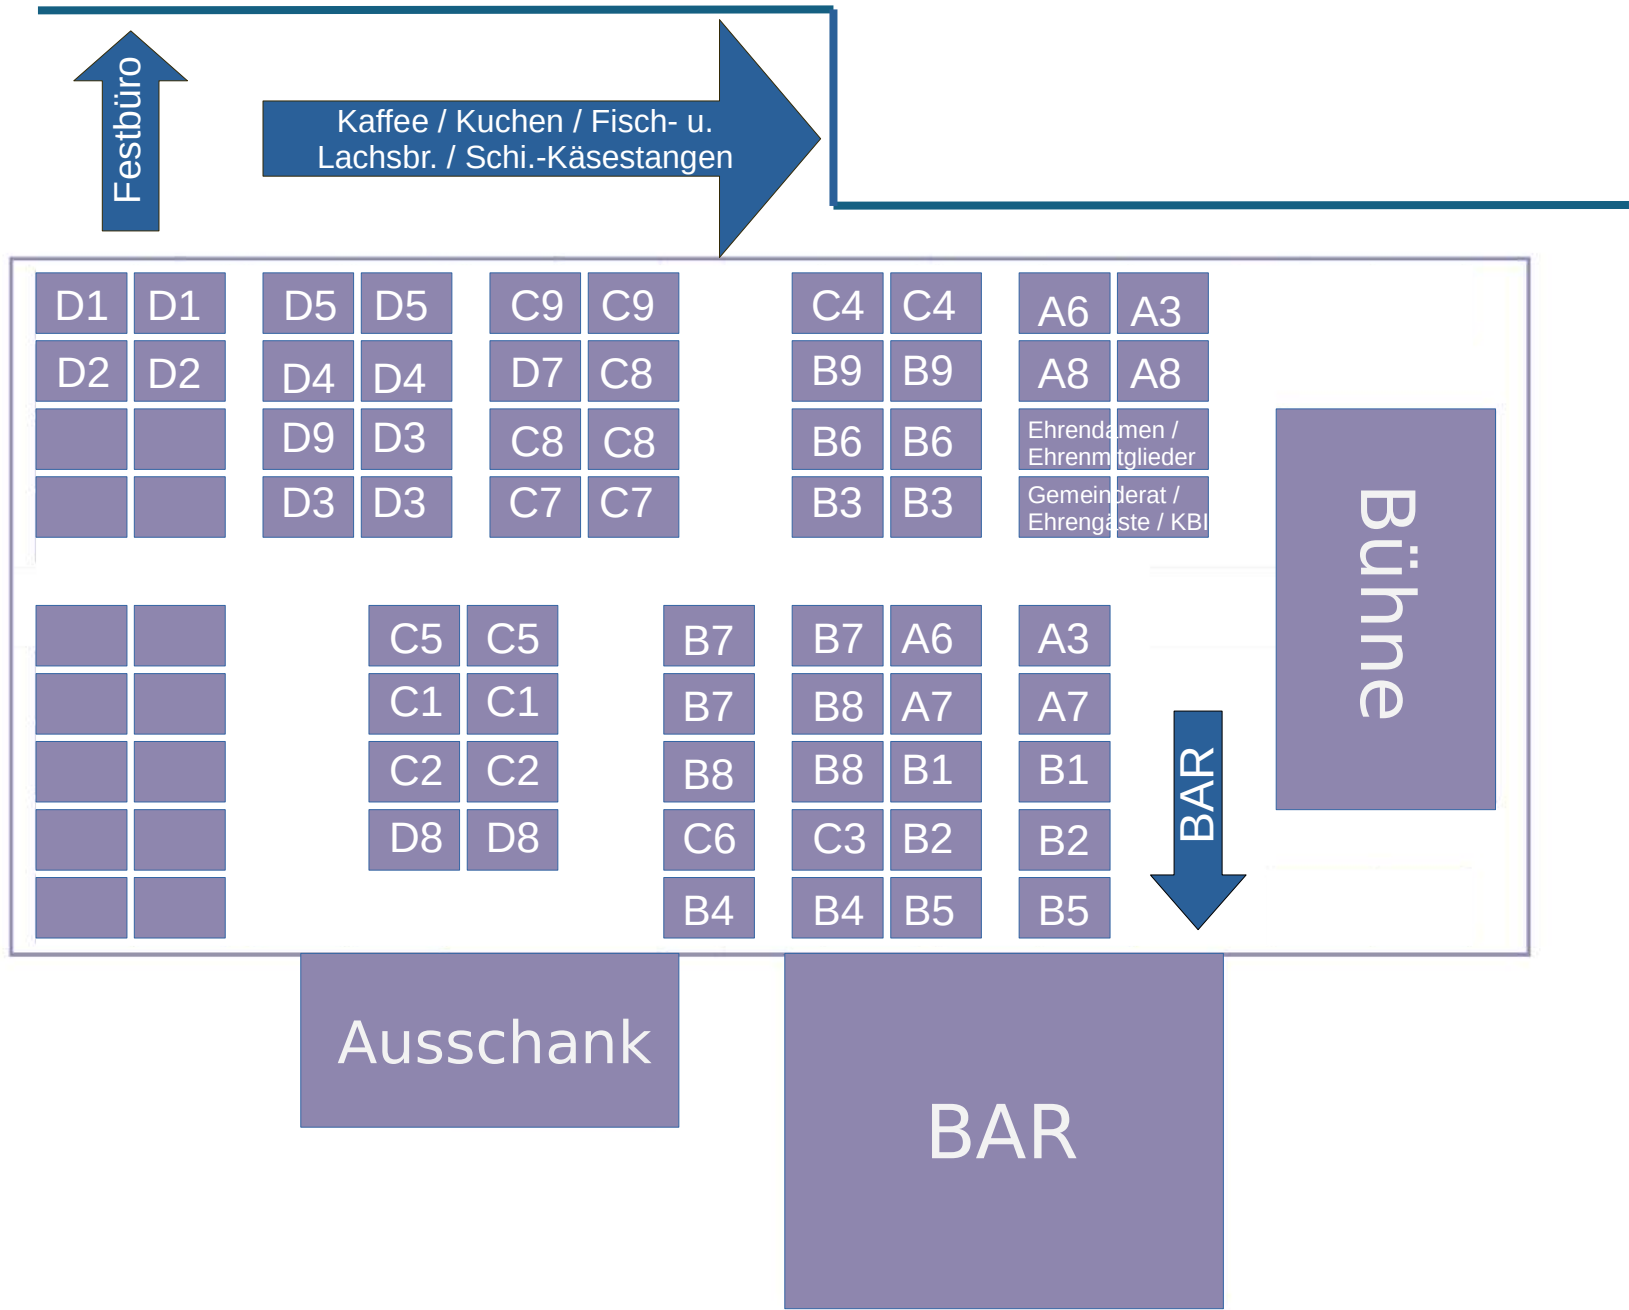 Festbüro
Kaffee / Kuchen / Fisch- u.
Lachsbr. / Schi.-Käsestangen
D1 D1 D5 D5 C9 C9 C4 C4 A6 A3
D2 D2 D4 D4 D7 C8 B9 B9 A8 A8
D9 D3 C8 C8 B6 B6
Ehrendamen /
Ehrenmitglieder
D3 D3 C7 C7 B3 B3
Gemeinderat /
Ehrengäste / KBI
Bühne
C5 C5 B7 B7 A6 A3
C1 C1 B7 B8 A7 A7
C2 C2 B8 B8 B1 B1
D8 D8 C6 C3 B2 B2
B4 B4 B5 B5
BAR
Ausschank
BAR